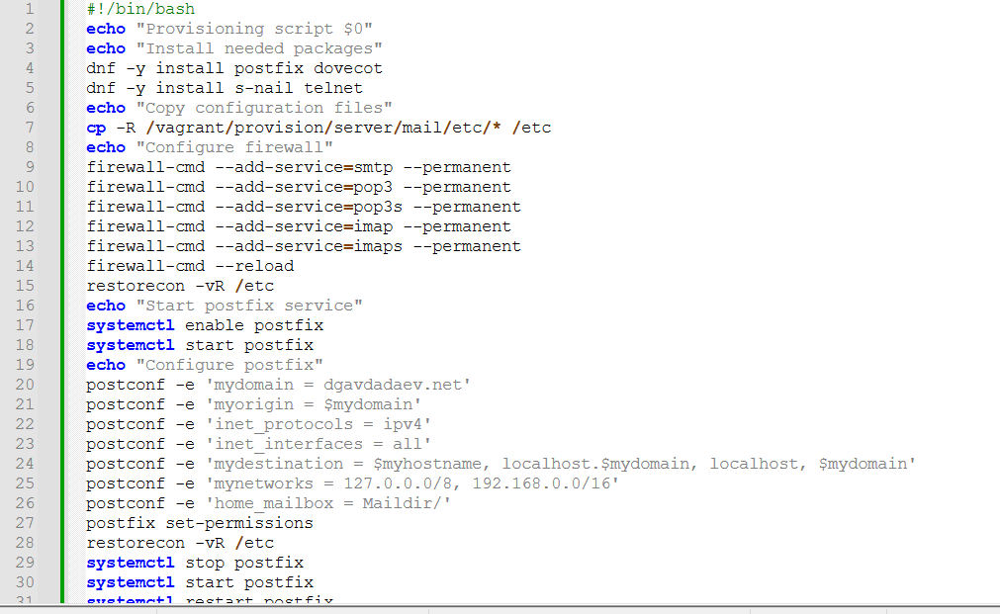 1 #!/bin/bash
2 echo "Provisioning script $0"
3 echo "Install needed packages"
4 dnf -y install postfix dovecot
5 dnf -y install s-nail telnet
6 echo "Copy configuration files"
7 cp -R /vagrant/provision/server/mail/etc/* /etc
8 echo "Configure firewall"
9 firewall-cmd --add-service=smtp --permanent
10 firewall-cmd --add-service=pop3 --permanent
11 firewall-cmd --add-service=pop3s --permanent
12 firewall-cmd --add-service=imap --permanent
13 firewall-cmd --add-service=imaps --permanent
14 firewall-cmd --reload
15 restorecon -vR /etc
16 echo "Start postfix service"
17 systemctl enable postfix
18 systemctl start postfix
19 echo "Configure postfix"
20 postconf -e 'mydomain = dgavdadaev.net'
21 postconf -e 'myorigin = $mydomain'
22 postconf -e 'inet_protocols = ipv4'
23 postconf -e 'inet_interfaces = all'
24 postconf -e 'mydestination = $myhostname, localhost.$mydomain, localhost, $mydomain'
25 postconf -e 'mynetworks = 127.0.0.0/8, 192.168.0.0/16'
26 postconf -e 'home_mailbox = Maildir/'
27 postfix set-permissions
28 restorecon -vR /etc
29 systemctl stop postfix
30 systemctl start postfix
31 systemctl restart postfix